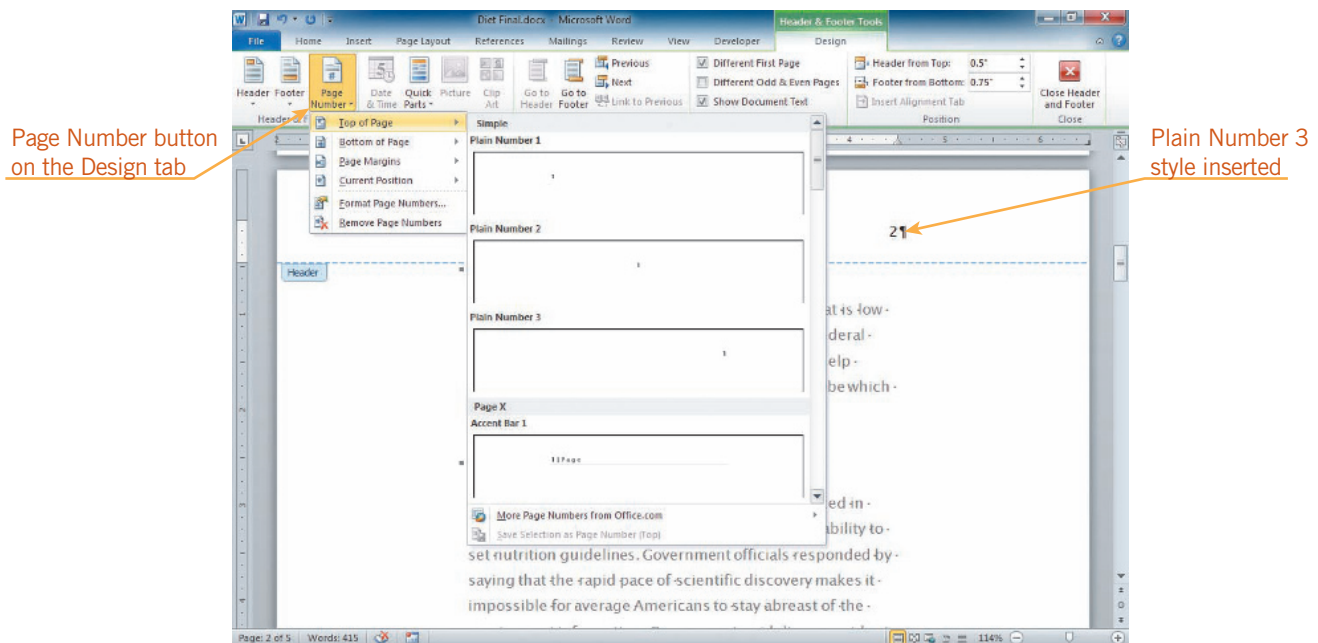 Diet Final.docx - Microsoft Word
Header & Footer Tools
File Home Insert Page Layout References Mailings Review View Developer Design
Header Footer Page Number Date & Time Quick Parts Picture Clip Art Go to Header Go to Footer
Previous
Next
Link to Previous
Different First Page
Different Odd & Even Pages
Show Document Text
Header from Top: 0.5"
Footer from Bottom: 0.75"
Insert Alignment Tab
Close Header and Footer
Position
Close
Page Number button
on the Design tab
Top of Page
Bottom of Page
Page Margins
Current Position
Format Page Numbers...
Remove Page Numbers
Simple
Plain Number 1
1
Plain Number 2
1
Plain Number 3
1
Page X
Accent Bar 1
1|Page
More Page Numbers from Office.com
Save Selection as Page Number (Top)
Plain Number 3
style inserted
2¶
Header
at is low
deral
elp
be which
ed in
ability to
set nutrition guidelines. Government officials responded by
saying that the rapid pace of scientific discovery makes it
impossible for average Americans to stay abreast of the
Page: 2 of 5 Words: 415 114%